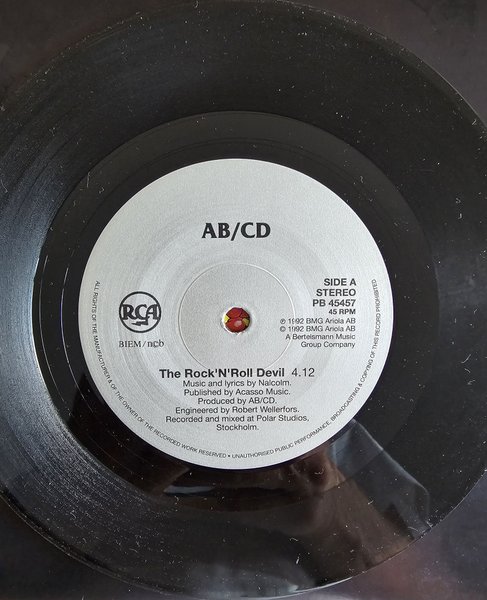 AB/CD
SIDE A
STEREO
PB 45457
45 RPM
℗ 1992 BMG Ariola AB
© 1992 BMG Ariola AB
A Bertelsmann Music
Group Company
RCA
BIEM/ncb
The Rock'N'Roll Devil 4.12
Music and lyrics by Nalcolm.
Published by Acasso Music.
Produced by AB/CD.
Engineered by Robert Wellerfors.
Recorded and mixed at Polar Studios,
Stockholm.
ALL RIGHTS OF THE MANUFACTURER & OF THE OWNER OF THE RECORDED WORK RESERVED • UNAUTHORISED PUBLIC PERFORMANCE, BROADCASTING & COPYING OF THIS RECORD PROHIBITED